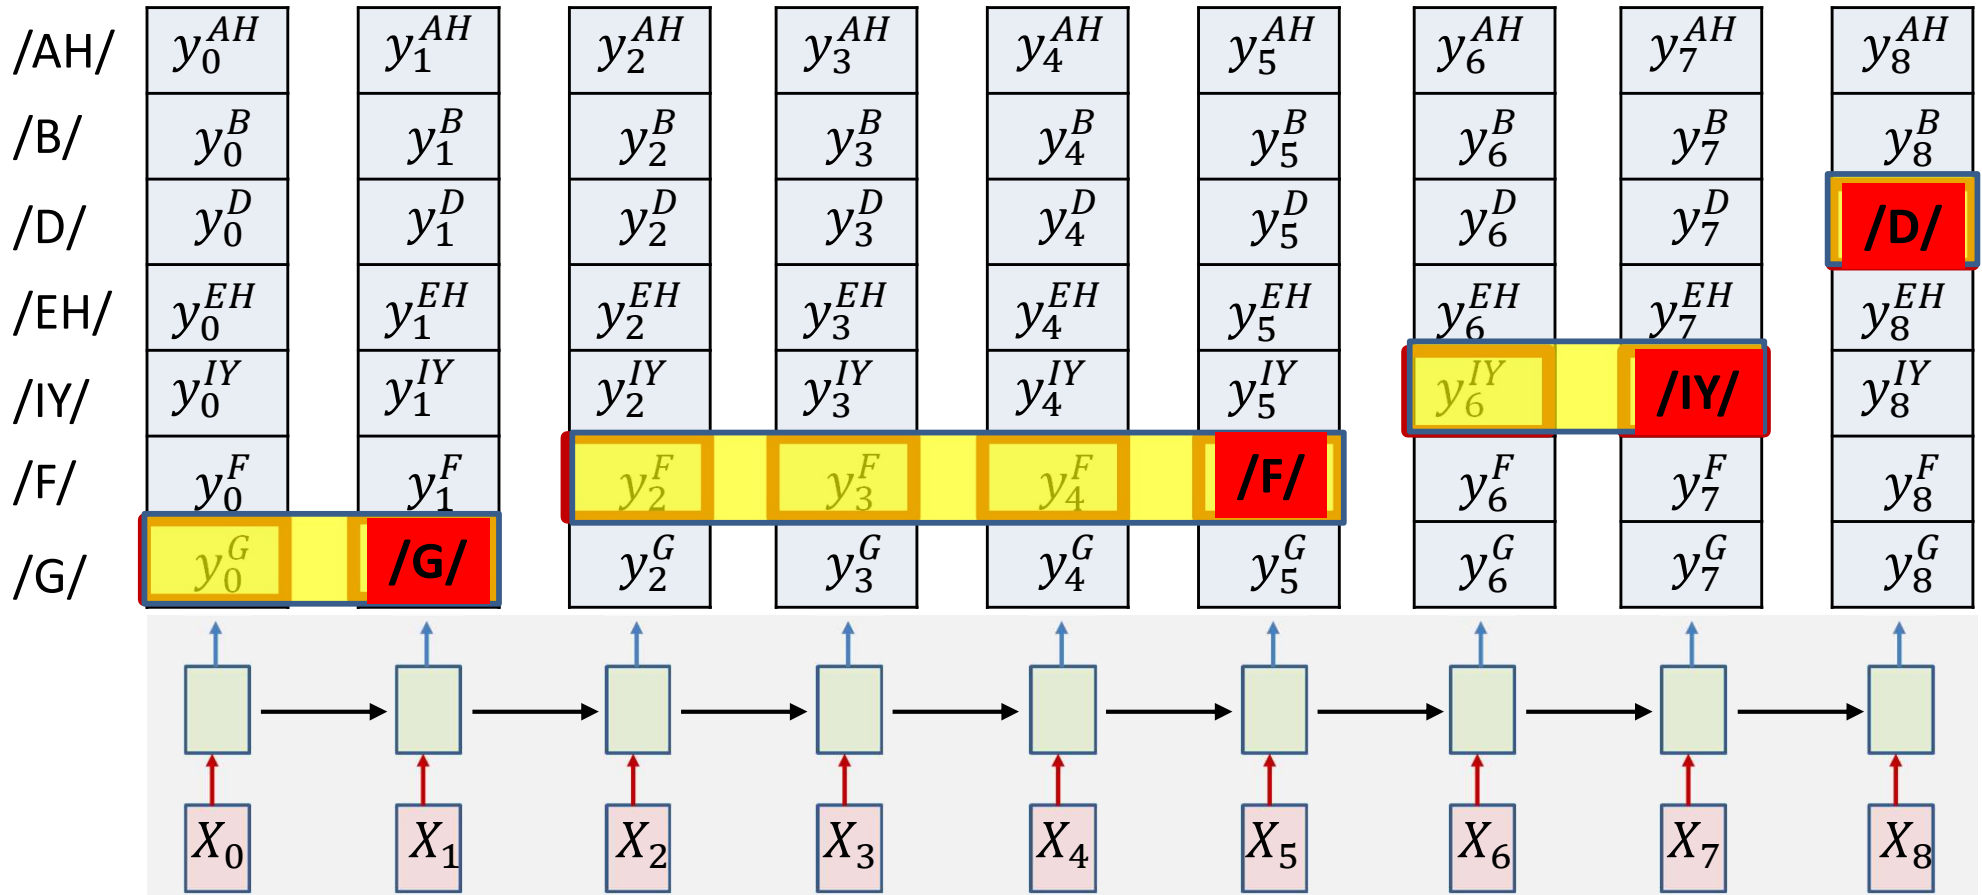 /AH/ y_0^{AH} y_1^{AH} y_2^{AH} y_3^{AH} y_4^{AH} y_5^{AH} y_6^{AH} y_7^{AH} y_8^{AH}
/B/ y_0^B y_1^B y_2^B y_3^B y_4^B y_5^B y_6^B y_7^B y_8^B
/D/ y_0^D y_1^D y_2^D y_3^D y_4^D y_5^D y_6^D y_7^D /D/
/EH/ y_0^{EH} y_1^{EH} y_2^{EH} y_3^{EH} y_4^{EH} y_5^{EH} y_6^{EH} y_7^{EH} y_8^{EH}
/IY/ y_0^{IY} y_1^{IY} y_2^{IY} y_3^{IY} y_4^{IY} y_5^{IY} y_6^{IY} /IY/ y_8^{IY}
/F/ y_0^F y_1^F y_2^F y_3^F y_4^F /F/ y_6^F y_7^F y_8^F
/G/ y_0^G /G/ y_2^G y_3^G y_4^G y_5^G y_6^G y_7^G y_8^G
X_0 X_1 X_2 X_3 X_4 X_5 X_6 X_7 X_8